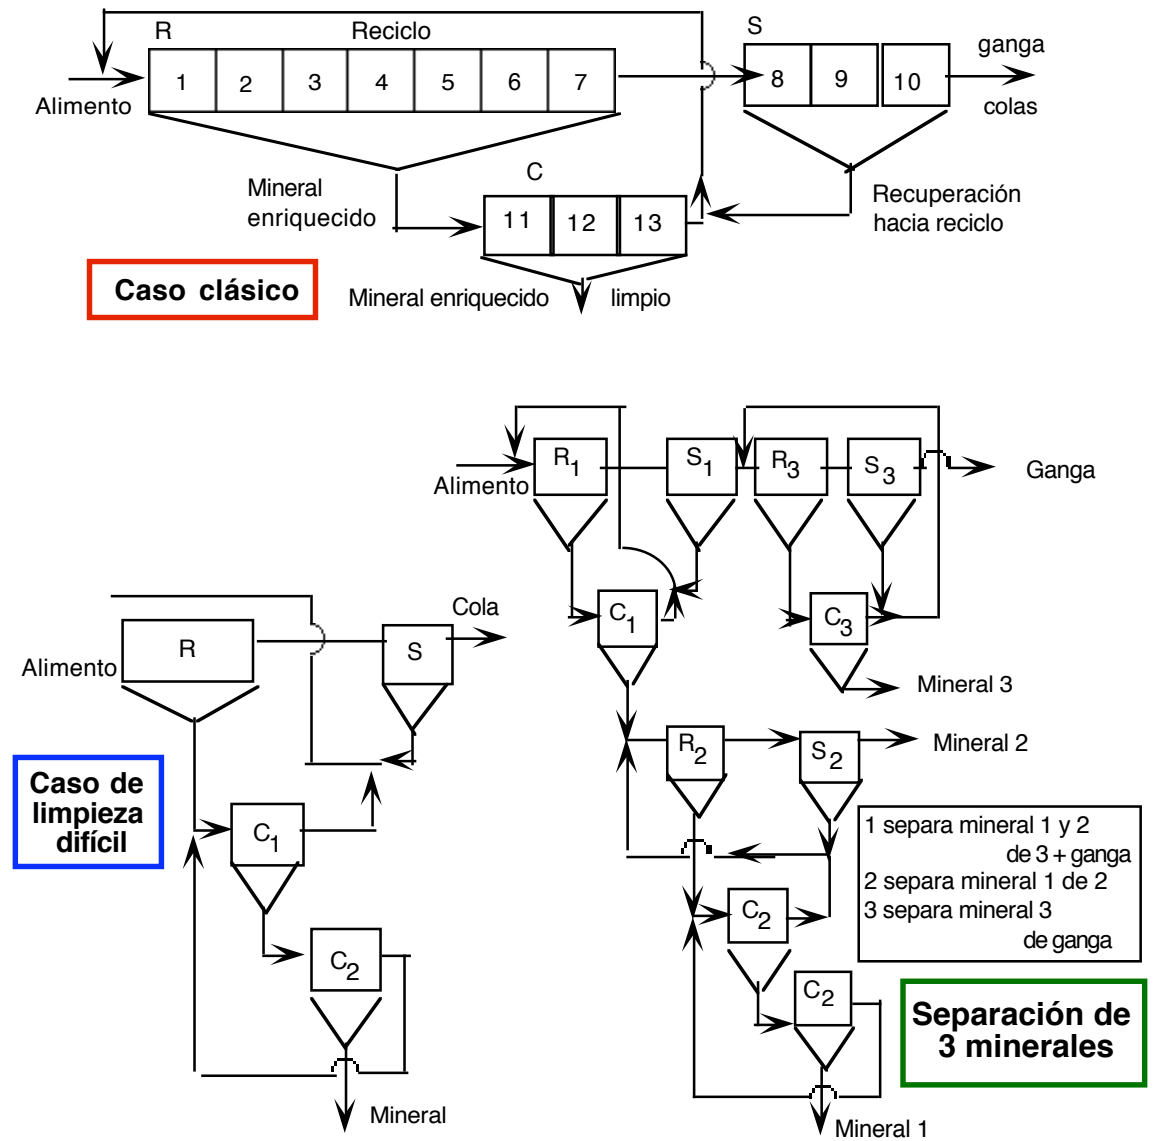 R
Reciclo
S
1 2 3 4 5 6 7
8 9 10
ganga
colas
Alimento
C
Mineral
enriquecido
11 12 13
Recuperación
hacia reciclo
Caso clásico
Mineral enriquecido
limpio
R1
S1
R3
S3
Ganga
Alimento
C1
C3
Mineral 3
R2
S2
Mineral 2
1 separa mineral 1 y 2
de 3 + ganga
2 separa mineral 1 de 2
3 separa mineral 3
de ganga
C2
C2
Separación de
3 minerales
Mineral 1
Cola
R
S
Alimento
Caso de
limpieza
difícil
C1
C2
Mineral